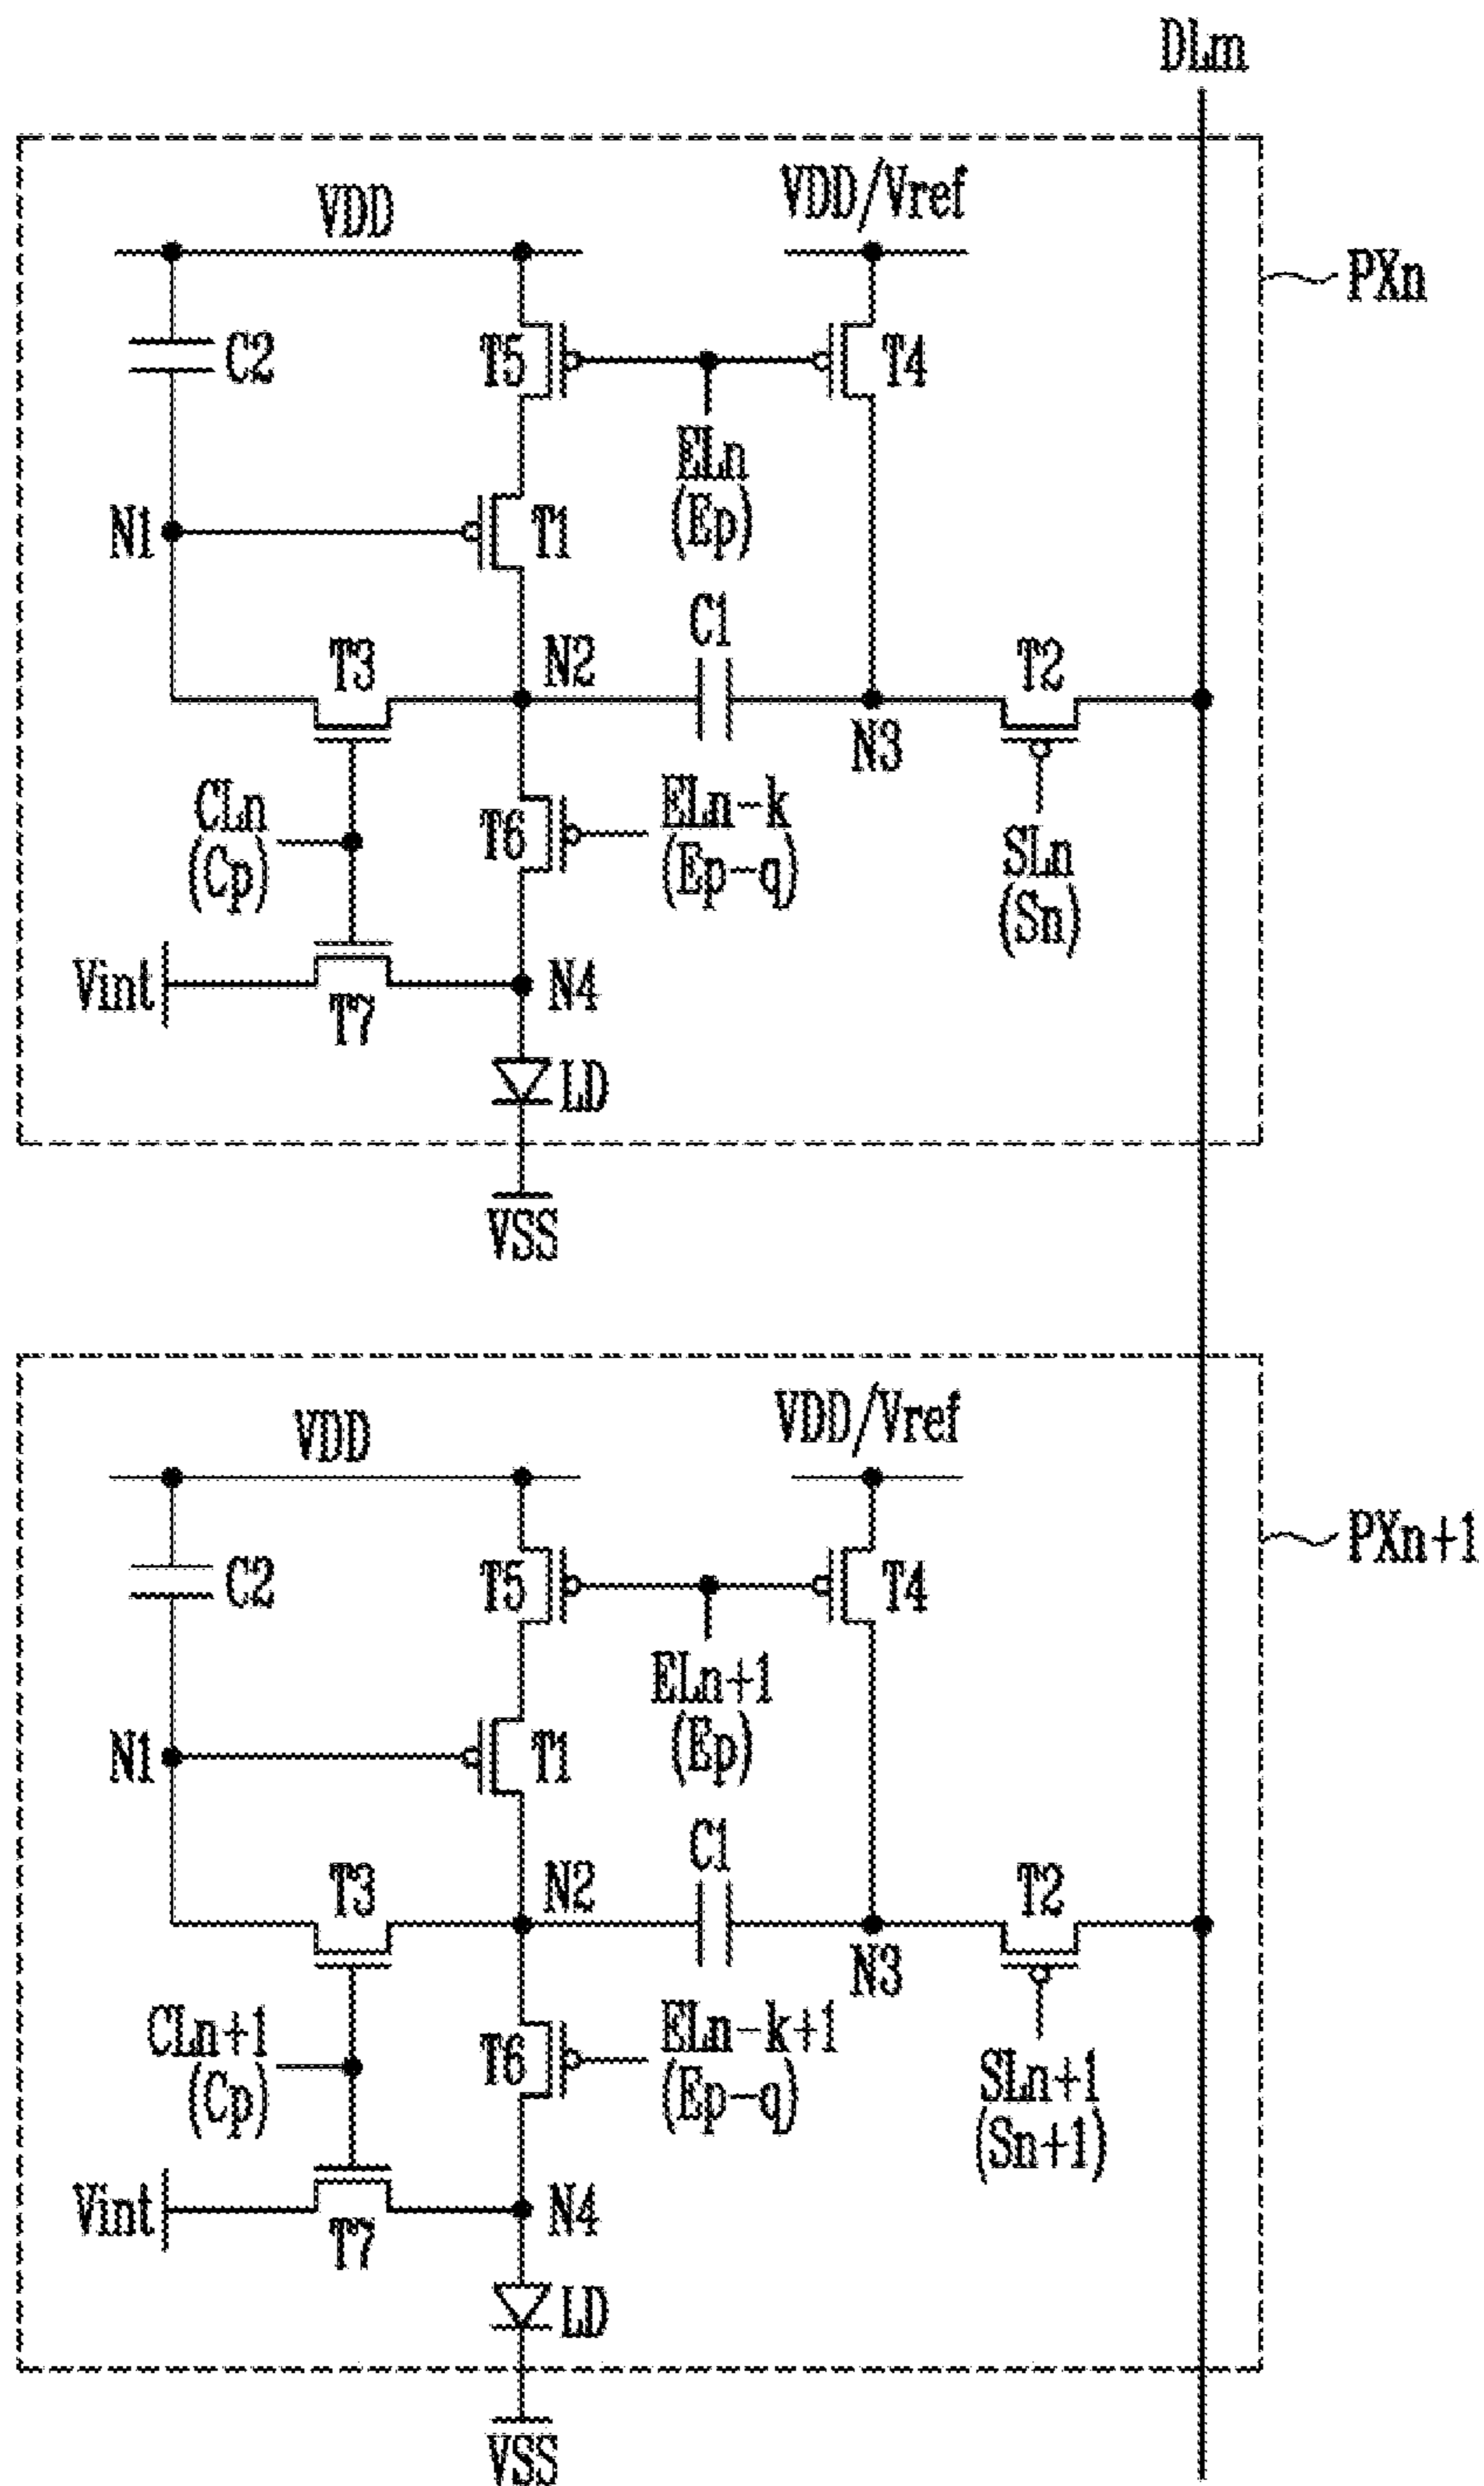 DLm
VDD
VDD/Vref
PXn
C2
T5
T4
ELn
(Ep)
N1
T1
C1
T3
N2
T2
N3
CLn
(Cp)
T6
ELn-k
(Ep-q)
SLn
(Sn)
Vint
T7
N4
LD
VSS
VDD
VDD/Vref
PXn+1
C2
T5
T4
ELn+1
(Ep)
N1
T1
C1
T3
N2
T2
N3
CLn+1
(Cp)
T6
ELn-k+1
(Ep-q)
SLn+1
(Sn+1)
Vint
T7
N4
LD
VSS